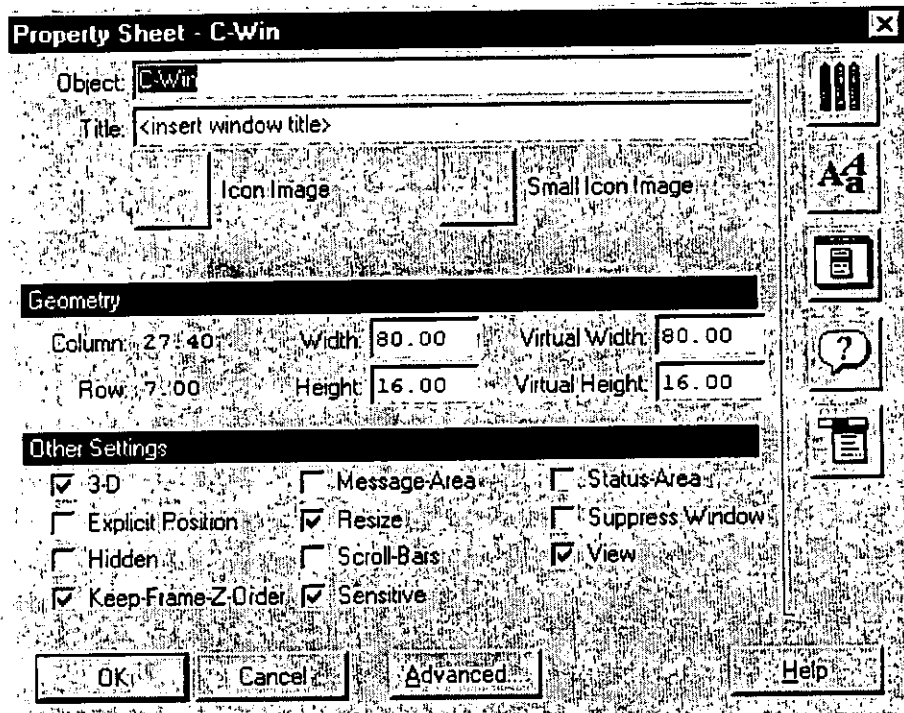 Property Sheet - C-Win
Object: C-Win
Title: <insert window title>
Icon Image Small Icon Image
AAa
?
Geometry
Column: 27.40 Width: 80.00 Virtual Width: 80.00
Row: 7.00 Height: 16.00 Virtual Height: 16.00
Other Settings
3-D Message-Area Status-Area
Explicit Position Resize Suppress Window
Hidden Scroll-Bars View
Keep-Frame-Z-Order Sensitive
OK Cancel Advanced... Help